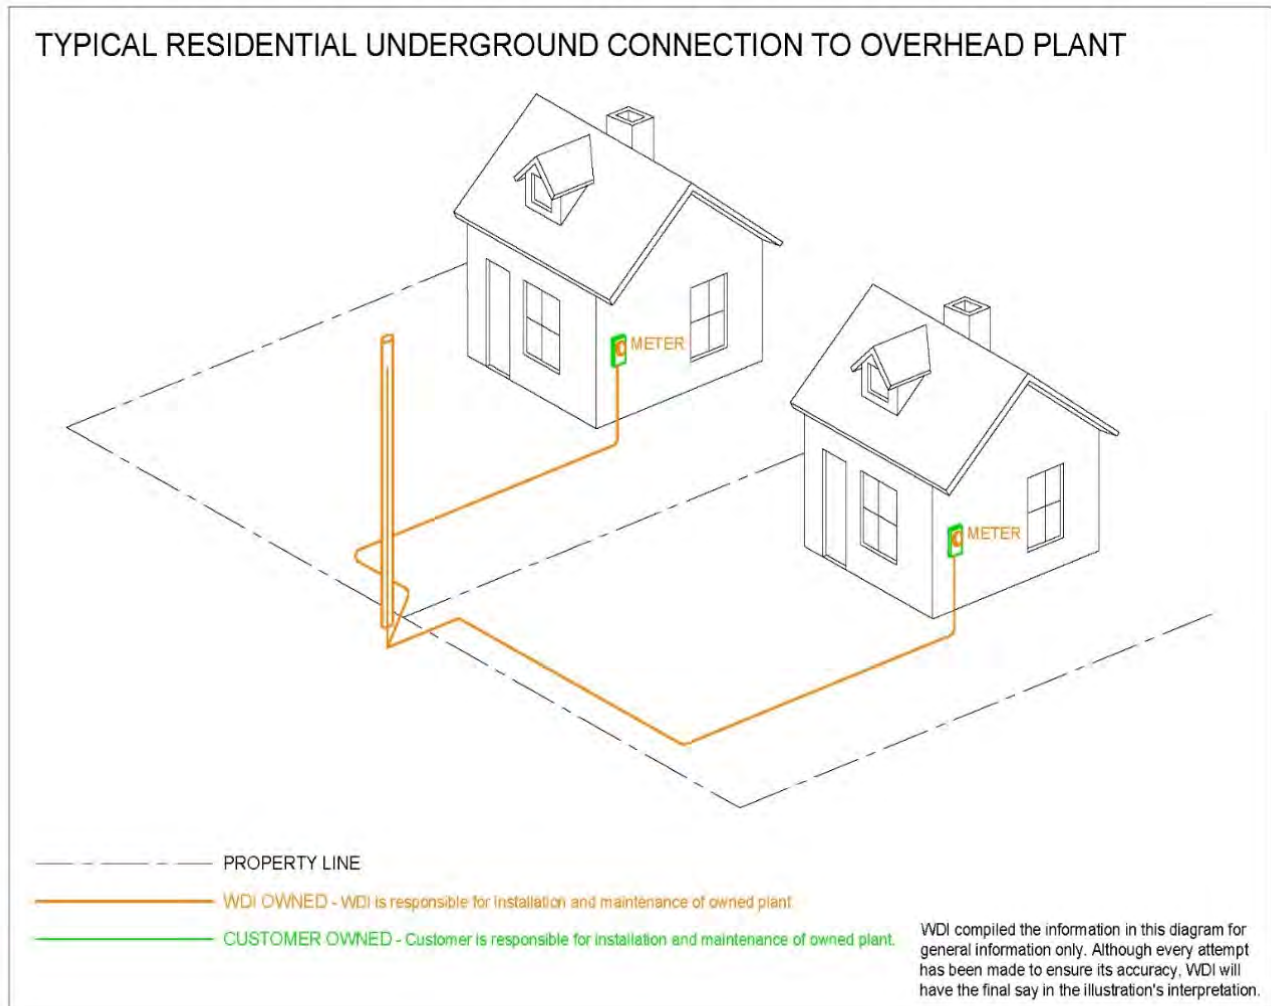 TYPICAL RESIDENTIAL UNDERGROUND CONNECTION TO OVERHEAD PLANT
METER
METER
PROPERTY LINE
WDI OWNED - WDI is responsible for installation and maintenance of owned plant
CUSTOMER OWNED - Customer is responsible for installation and maintenance of owned plant.
WDI compiled the information in this diagram for
general information only. Although every attempt
has been made to ensure its accuracy, WDI will
have the final say in the illustration's interpretation.